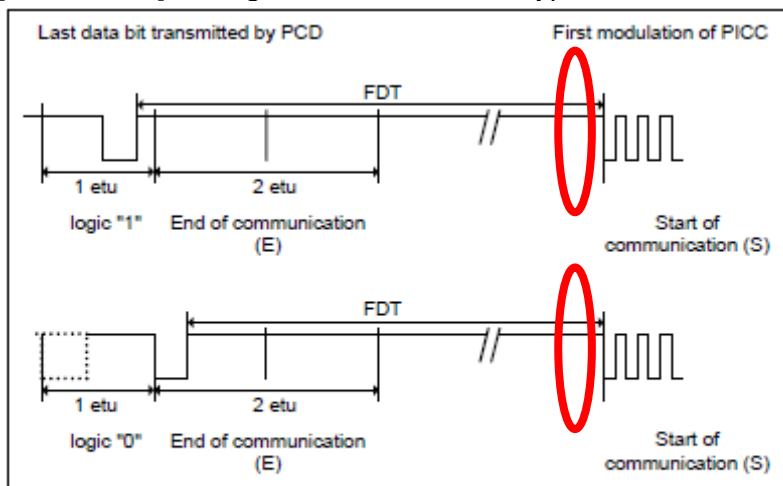 Last data bit transmitted by PCD
First modulation of PICC
FDT
1 etu
2 etu
logic "1"
End of communication
(E)
Start of
communication (S)
FDT
1 etu
2 etu
logic "0"
End of communication
(E)
Start of
communication (S)